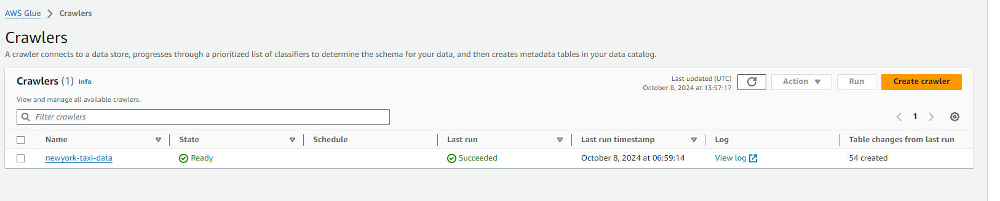 AWS Glue > Crawlers
Crawlers
A crawler connects to a data store, progresses through a prioritized list of classifiers to determine the schema for your data, and then creates metadata tables in your data catalog.
Crawlers (1) Info
Last updated (UTC)
October 8, 2024 at 13:57:17
Action
Run
Create crawler
View and manage all available crawlers.
Filter crawlers
1
Name State Schedule Last run Last run timestamp Log Table changes from last run
newyork-taxi-data Ready Succeeded October 8, 2024 at 06:59:14 View log 54 created